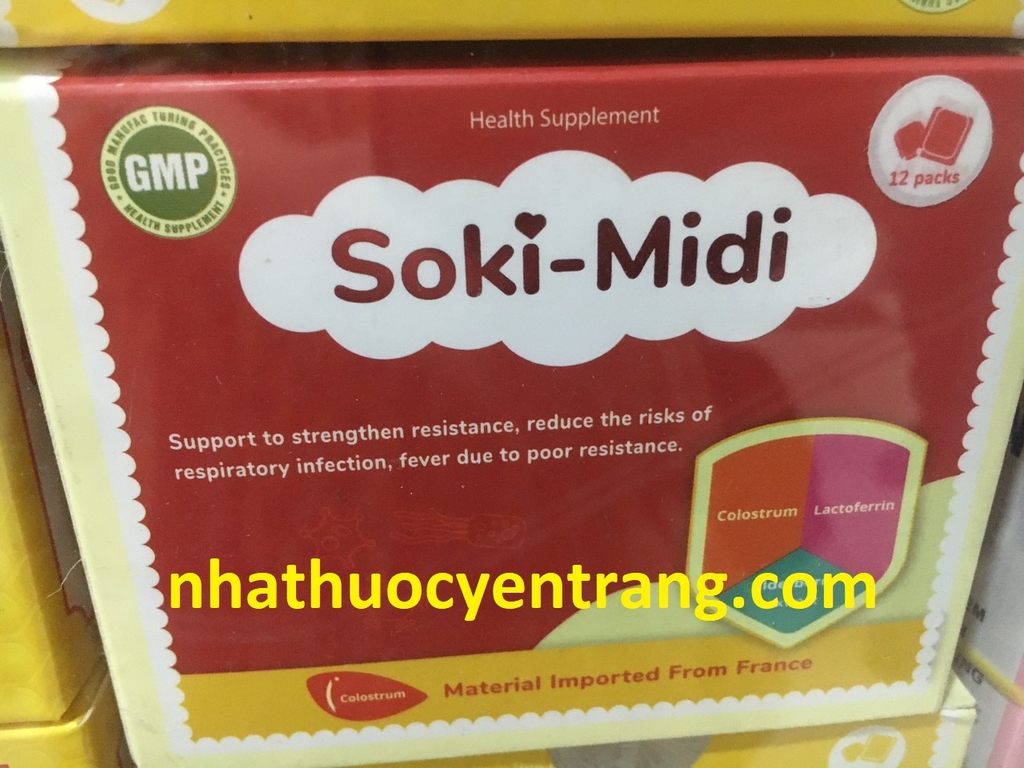 Health Supplement
GOOD MANUFAC TURING PRACTICES
GMP
HEALTH SUPPLEMENT
12 packs
Soki-Midi
Support to strengthen resistance, reduce the risks of
respiratory infection, fever due to poor resistance.
Colostrum
Lactoferrin
nhathuocyentrang.com
Colostrum
Material Imported From France